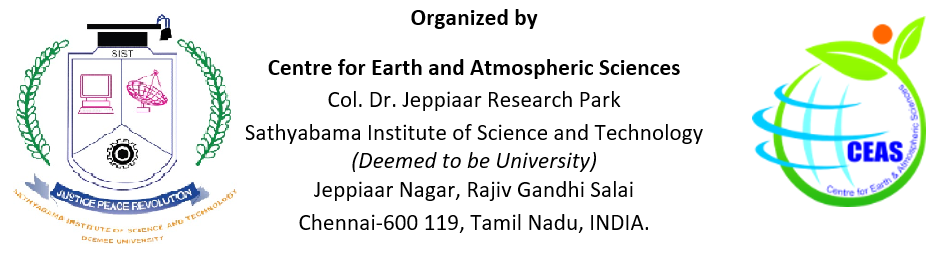 SIST
JUSTICE PEACE REVOLUTION
SATHYABAMA INSTITUTE OF SCIENCE AND TECHNOLOGY
DEEMED UNIVERSITY
Organized by
Centre for Earth and Atmospheric Sciences
Col. Dr. Jeppiaar Research Park
Sathyabama Institute of Science and Technology
(Deemed to be University)
Jeppiaar Nagar, Rajiv Gandhi Salai
Chennai-600 119, Tamil Nadu, INDIA.
CEAS
Centre for Earth & Atmospheric Sciences